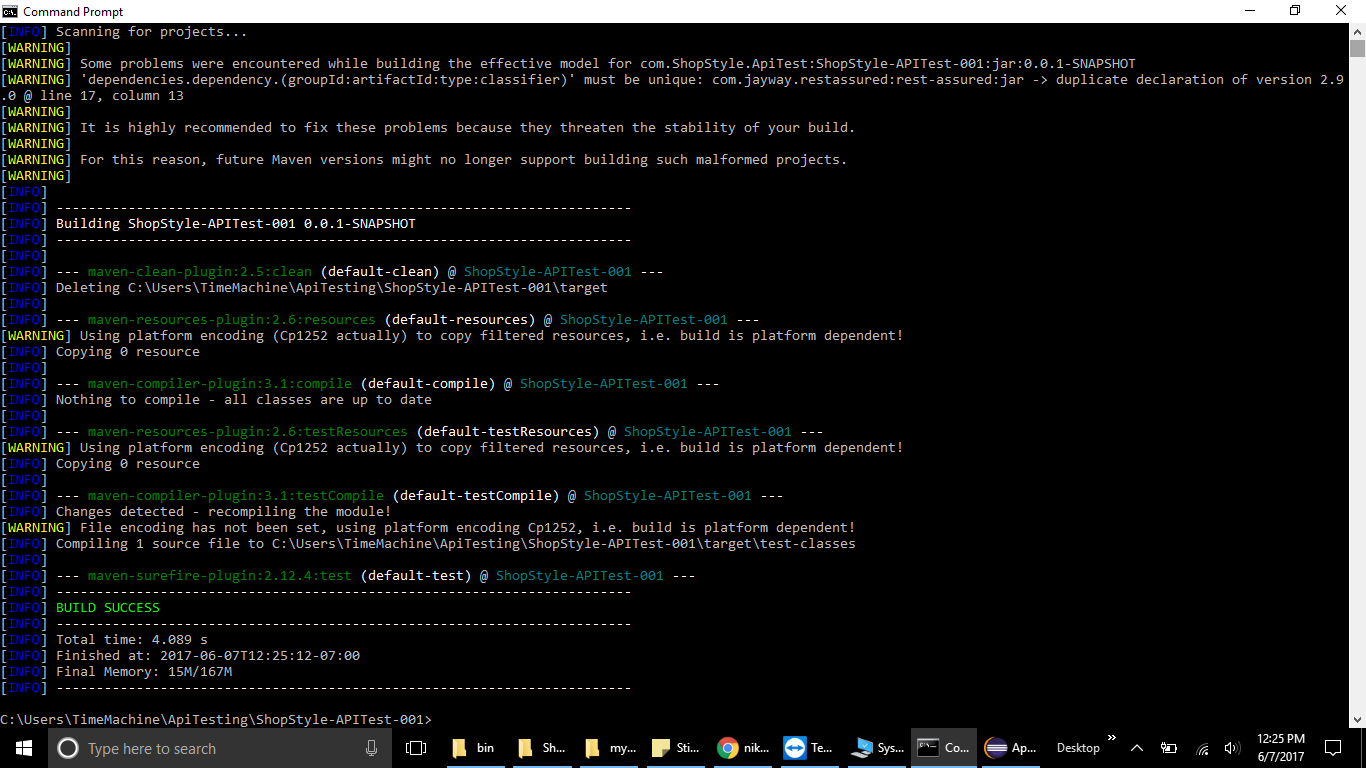 Command Prompt
[INFO] Scanning for projects...
[WARNING]
[WARNING] Some problems were encountered while building the effective model for com.ShopStyle.ApiTest:ShopStyle-APITest-001:jar:0.0.1-SNAPSHOT
[WARNING] 'dependencies.dependency.(groupId:artifactId:type:classifier)' must be unique: com.jayway.restassured:rest-assured:jar -> duplicate declaration of version 2.9
.0 @ line 17, column 13
[WARNING]
[WARNING] It is highly recommended to fix these problems because they threaten the stability of your build.
[WARNING]
[WARNING] For this reason, future Maven versions might no longer support building such malformed projects.
[WARNING]
[INFO]
[INFO] ------------------------------------------------------------------------
[INFO] Building ShopStyle-APITest-001 0.0.1-SNAPSHOT
[INFO] ------------------------------------------------------------------------
[INFO]
[INFO] --- maven-clean-plugin:2.5:clean (default-clean) @ ShopStyle-APITest-001 ---
[INFO] Deleting C:\Users\TimeMachine\ApiTesting\ShopStyle-APITest-001\target
[INFO]
[INFO] --- maven-resources-plugin:2.6:resources (default-resources) @ ShopStyle-APITest-001 ---
[WARNING] Using platform encoding (Cp1252 actually) to copy filtered resources, i.e. build is platform dependent!
[INFO] Copying 0 resource
[INFO]
[INFO] --- maven-compiler-plugin:3.1:compile (default-compile) @ ShopStyle-APITest-001 ---
[INFO] Nothing to compile - all classes are up to date
[INFO]
[INFO] --- maven-resources-plugin:2.6:testResources (default-testResources) @ ShopStyle-APITest-001 ---
[WARNING] Using platform encoding (Cp1252 actually) to copy filtered resources, i.e. build is platform dependent!
[INFO] Copying 0 resource
[INFO]
[INFO] --- maven-compiler-plugin:3.1:testCompile (default-testCompile) @ ShopStyle-APITest-001 ---
[INFO] Changes detected - recompiling the module!
[WARNING] File encoding has not been set, using platform encoding Cp1252, i.e. build is platform dependent!
[INFO] Compiling 1 source file to C:\Users\TimeMachine\ApiTesting\ShopStyle-APITest-001\target\test-classes
[INFO]
[INFO] --- maven-surefire-plugin:2.12.4:test (default-test) @ ShopStyle-APITest-001 ---
[INFO] ------------------------------------------------------------------------
[INFO] BUILD SUCCESS
[INFO] ------------------------------------------------------------------------
[INFO] Total time: 4.089 s
[INFO] Finished at: 2017-06-07T12:25:12-07:00
[INFO] Final Memory: 15M/167M
[INFO] ------------------------------------------------------------------------
C:\Users\TimeMachine\ApiTesting\ShopStyle-APITest-001>
Type here to search bin Sh... my... Sti... nik... Te... Sys... Co... Ap... Desktop »
12:25 PM
6/7/2017